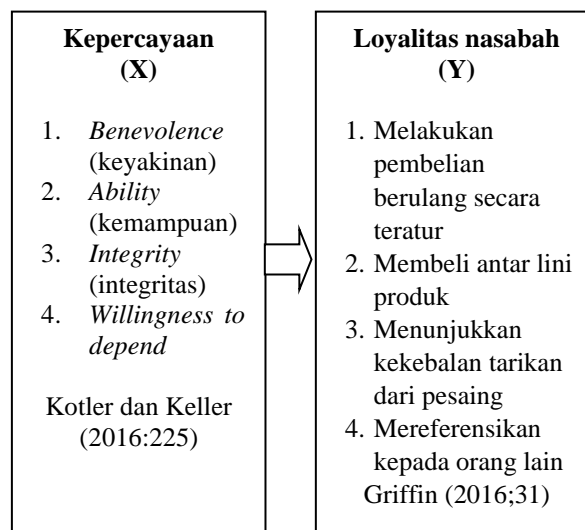 Kepercayaan
(X)
1. Benevolence
(keyakinan)
2. Ability
(kemampuan)
3. Integrity
(integritas)
4. Willingness to
depend
Kotler dan Keller
(2016:225)
Loyalitas nasabah
(Y)
1. Melakukan
pembelian
berulang secara
teratur
2. Membeli antar lini
produk
3. Menunjukkan
kekebalan tarikan
dari pesaing
4. Mereferensikan
kepada orang lain
Griffin (2016;31)